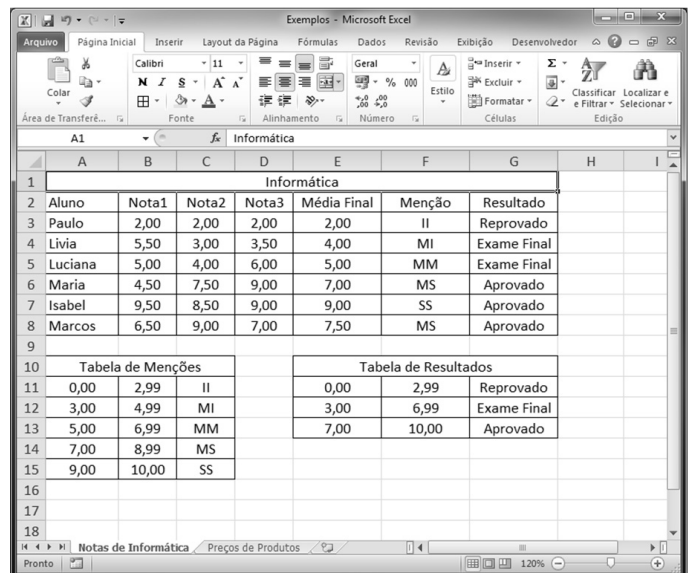 Exemplos - Microsoft Excel
Arquivo Página Inicial Inserir Layout da Página Fórmulas Dados Revisão Exibição Desenvolvedor
Calibri 11 Geral Inserir Σ
Colar N I S A A % 000 Estilo Excluir Classificar e Filtrar Localizar e Selecionar
A Formatar
Área de Transferê... Fonte Alinhamento Número Células Edição
A1 fx Informática
A B C D E F G H I
1 Informática
2 Aluno Nota1 Nota2 Nota3 Média Final Menção Resultado
3 Paulo 2,00 2,00 2,00 2,00 II Reprovado
4 Livia 5,50 3,00 3,50 4,00 MI Exame Final
5 Luciana 5,00 4,00 6,00 5,00 MM Exame Final
6 Maria 4,50 7,50 9,00 7,00 MS Aprovado
7 Isabel 9,50 8,50 9,00 9,00 SS Aprovado
8 Marcos 6,50 9,00 7,00 7,50 MS Aprovado
9
10 Tabela de Menções Tabela de Resultados
11 0,00 2,99 II 0,00 2,99 Reprovado
12 3,00 4,99 MI 3,00 6,99 Exame Final
13 5,00 6,99 MM 7,00 10,00 Aprovado
14 7,00 8,99 MS
15 9,00 10,00 SS
16
17
18
Notas de Informática Preços de Produtos
Pronto 120%